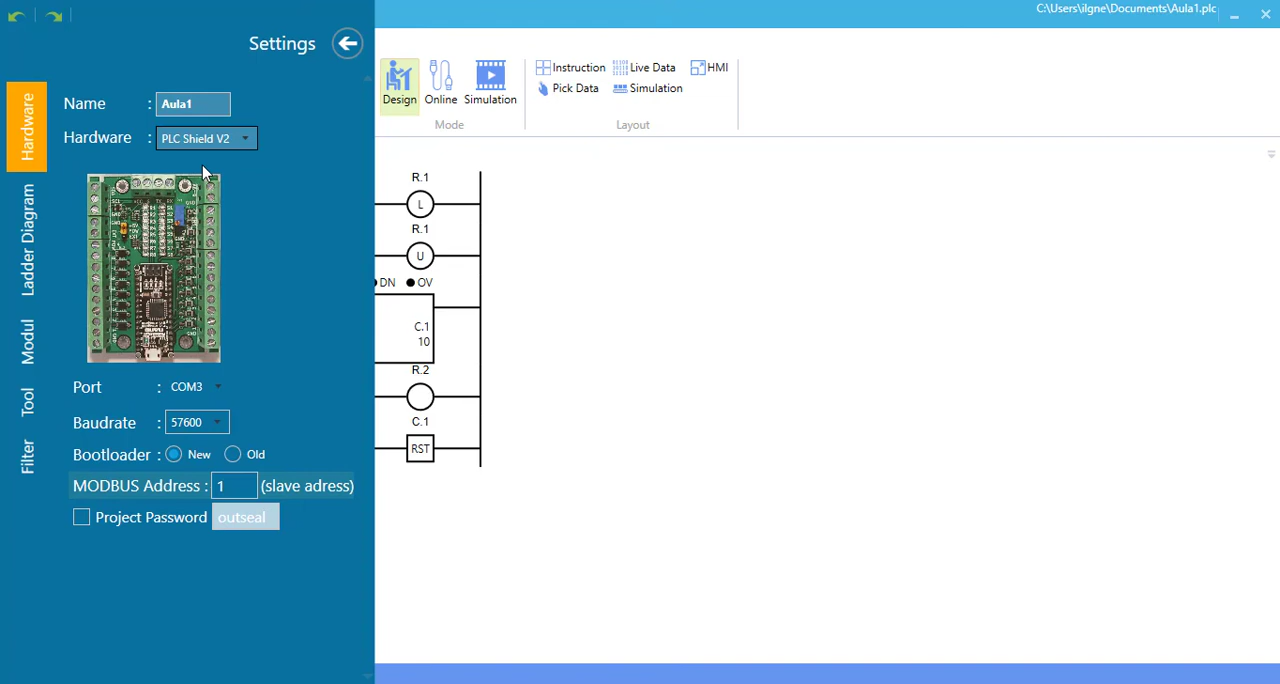 C:\Users\ilgne\Documents\Aula1.plc
Settings
Hardware
Ladder Diagram
Modul
Tool
Filter
Name : Aula1
Hardware : PLC Shield V2
Port : COM3
Baudrate : 57600
Bootloader : New Old
MODBUS Address : 1 (slave adress)
Project Password outseal
Design Online Simulation
Mode
Instruction Live Data HMI
Pick Data Simulation
Layout
R.1
L
R.1
U
DN OV
C.1
10
R.2
C.1
RST